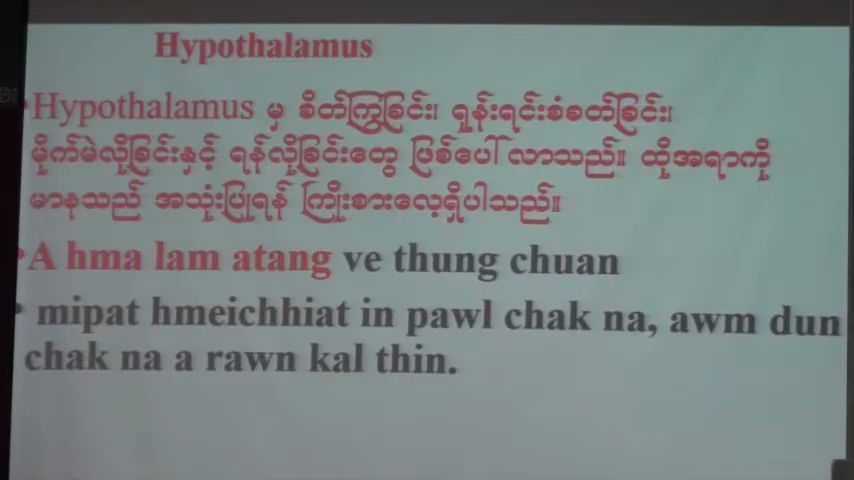 Hypothalamus
•Hypothalamus မှ စိတ်ကြွခြင်း၊ ရှုန်းရင်းစံခတ်ခြင်း၊
မိုက်မဲလိုခြင်းနှင့် ရန်လိုခြင်းတွေ ဖြစ်ပေါ် လာသည်။ ထိုအရာကို
မာနသည် အသုံးပြုရန် ကြိုးစားလေ့ရှိပါသည်။
•A hma lam atang ve thung chuan
• mipat hmeichhiat in pawl chak na, awm dun
chak na a rawn kal thin.